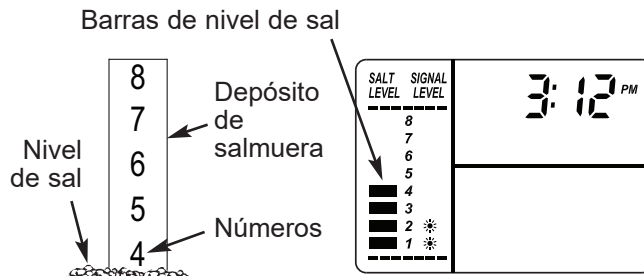 Barras de nivel de sal
8
7
6
5
4
Nivel
de sal
Depósito
de
salmuera
Números
SALT LEVEL SIGNAL LEVEL
8
7
6
5
4
3
2
1
3:12 PM